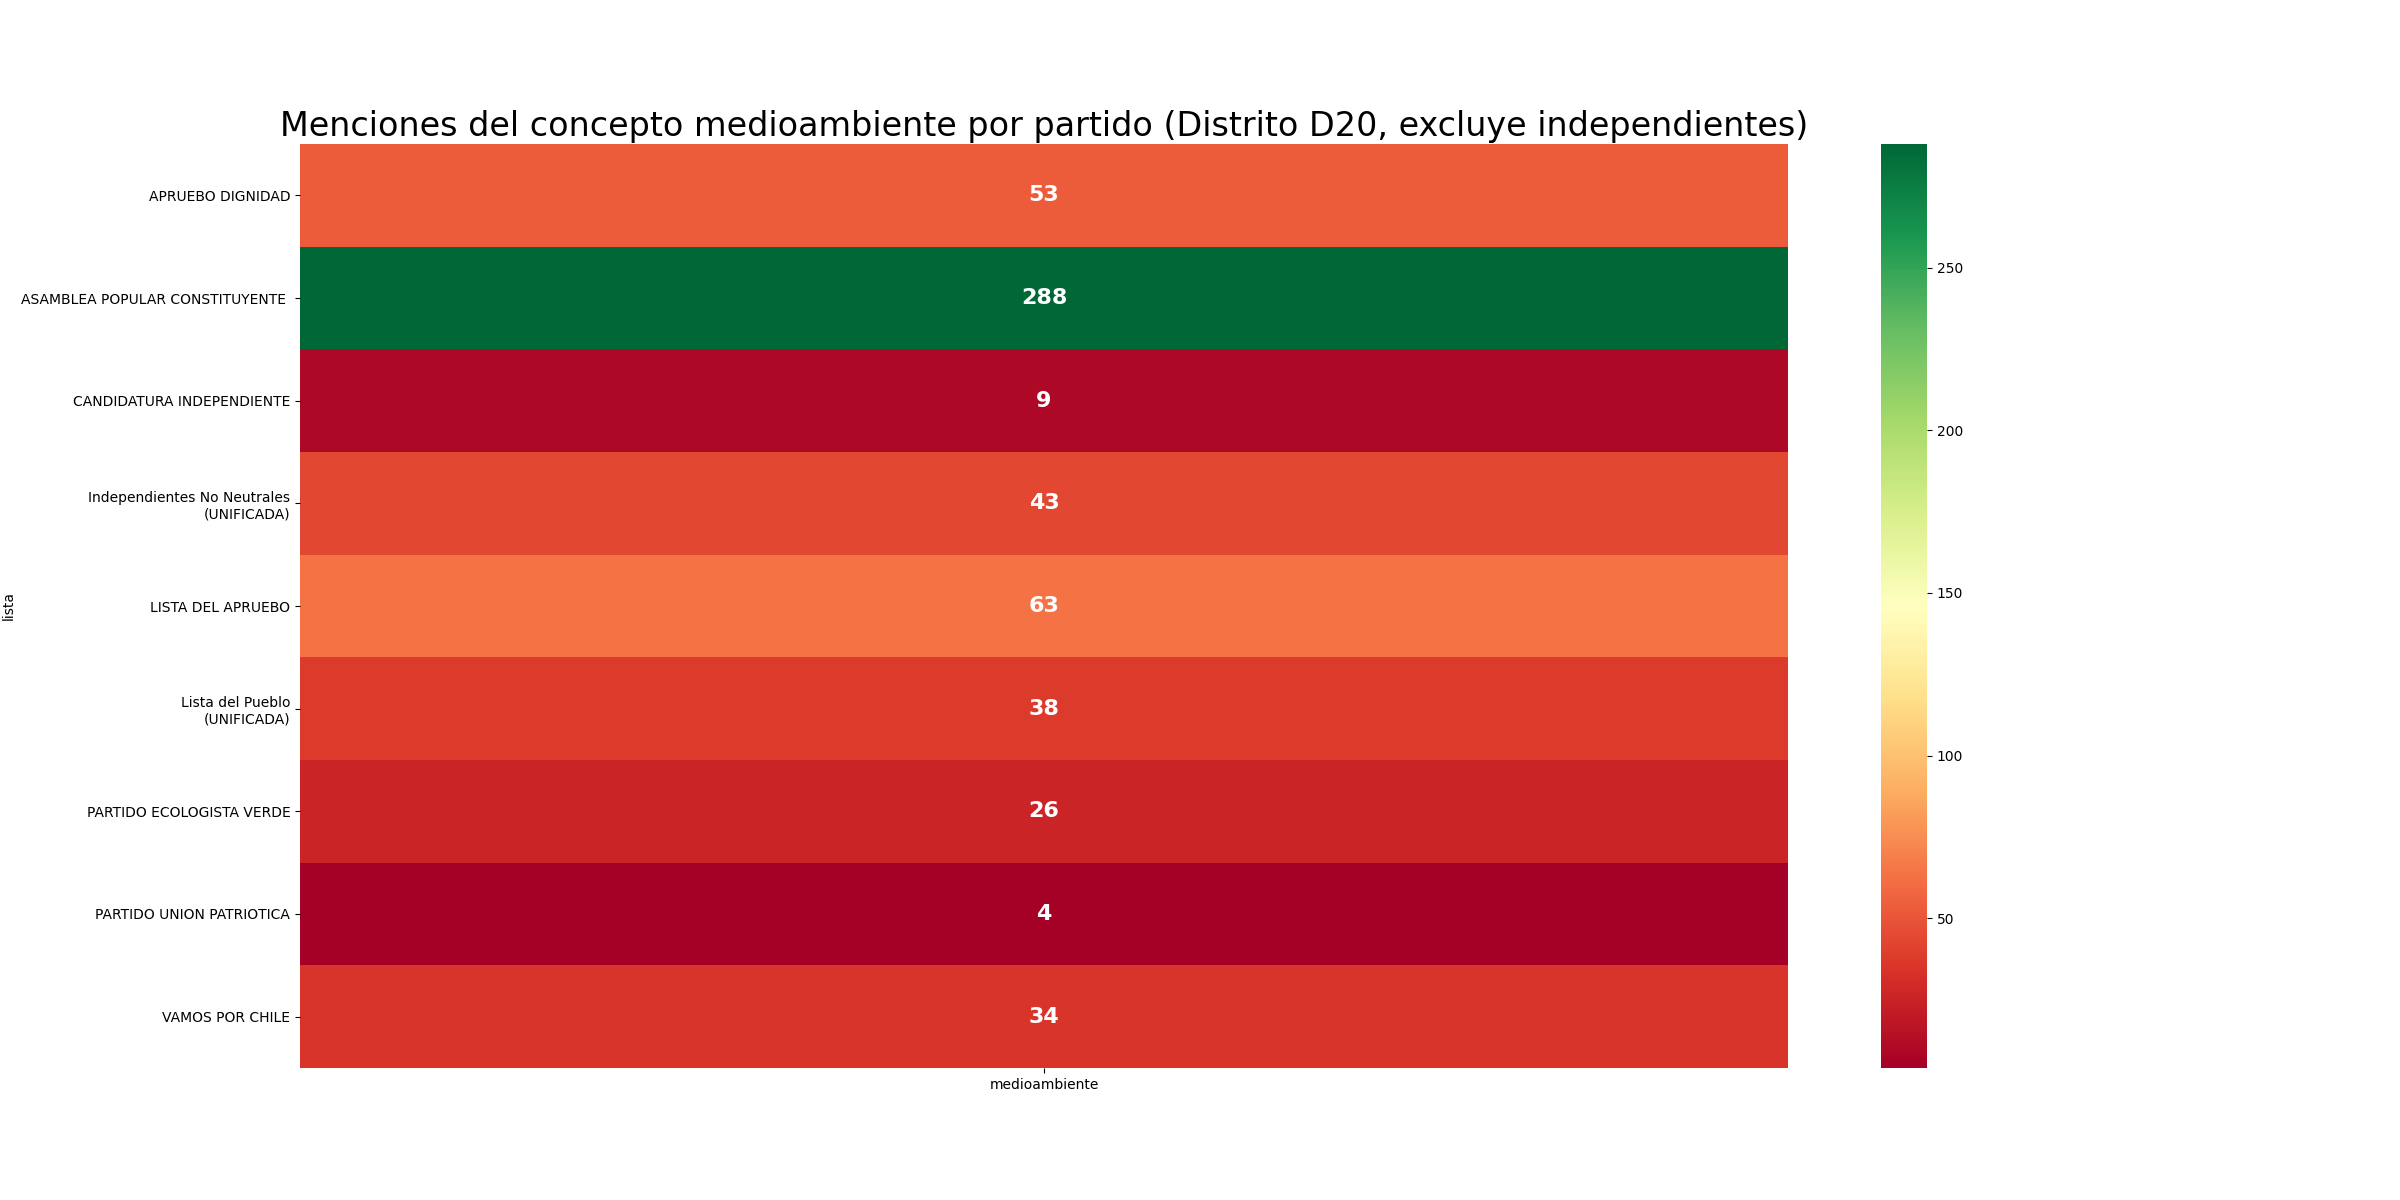 Menciones del concepto medioambiente por partido (Distrito D20, excluye independientes)
lista
APRUEBO DIGNIDAD
53
ASAMBLEA POPULAR CONSTITUYENTE
288
CANDIDATURA INDEPENDIENTE
9
Independientes No Neutrales
(UNIFICADA)
43
LISTA DEL APRUEBO
63
Lista del Pueblo
(UNIFICADA)
38
PARTIDO ECOLOGISTA VERDE
26
PARTIDO UNION PATRIOTICA
4
VAMOS POR CHILE
34
medioambiente
250
200
150
100
50